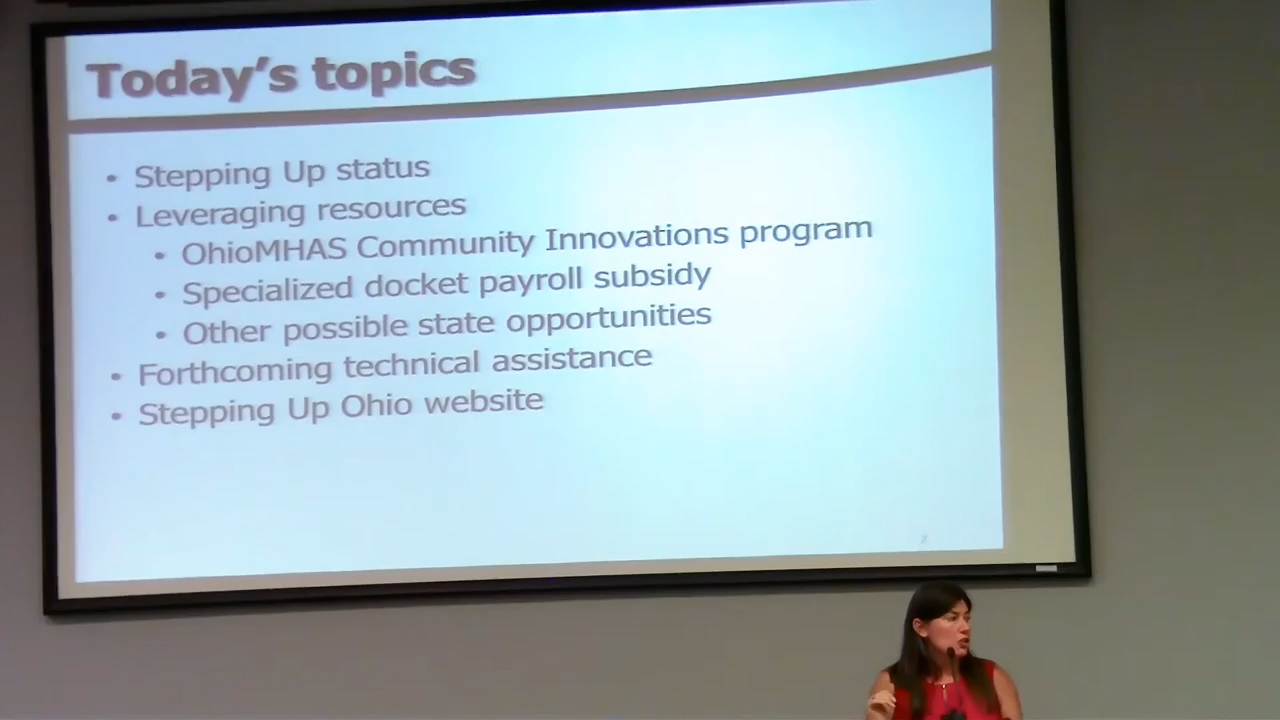 Today's topics
• Stepping Up status
• Leveraging resources
• OhioMHAS Community Innovations program
• Specialized docket payroll subsidy
• Other possible state opportunities
• Forthcoming technical assistance
• Stepping Up Ohio website